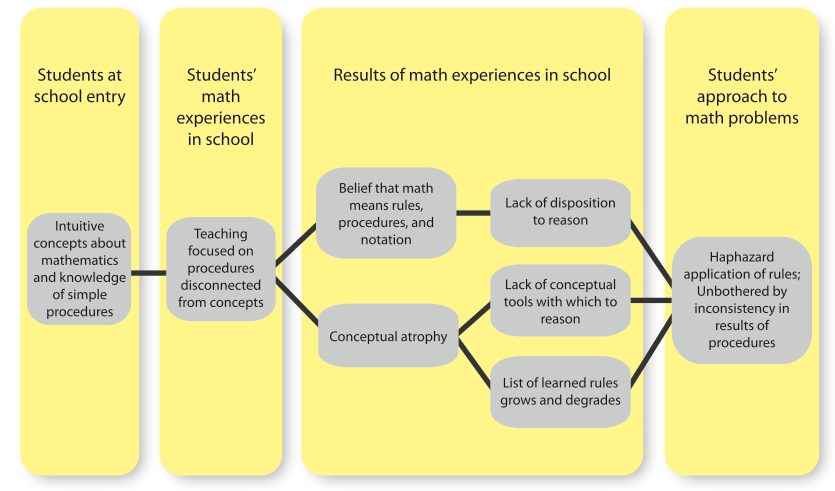 Students at
school entry
Students’
math
experiences
in school
Results of math experiences in school
Students’
approach to
math problems
Intuitive
concepts about
mathematics
and knowledge
of simple
procedures
Teaching
focused on
procedures
disconnected
from concepts
Belief that math
means rules,
procedures, and
notation
Lack of disposition
to reason
Conceptual atrophy
Lack of conceptual
tools with which to
reason
List of learned rules
grows and degrades
Haphazard
application of rules;
Unbothered by
inconsistency in
results of
procedures